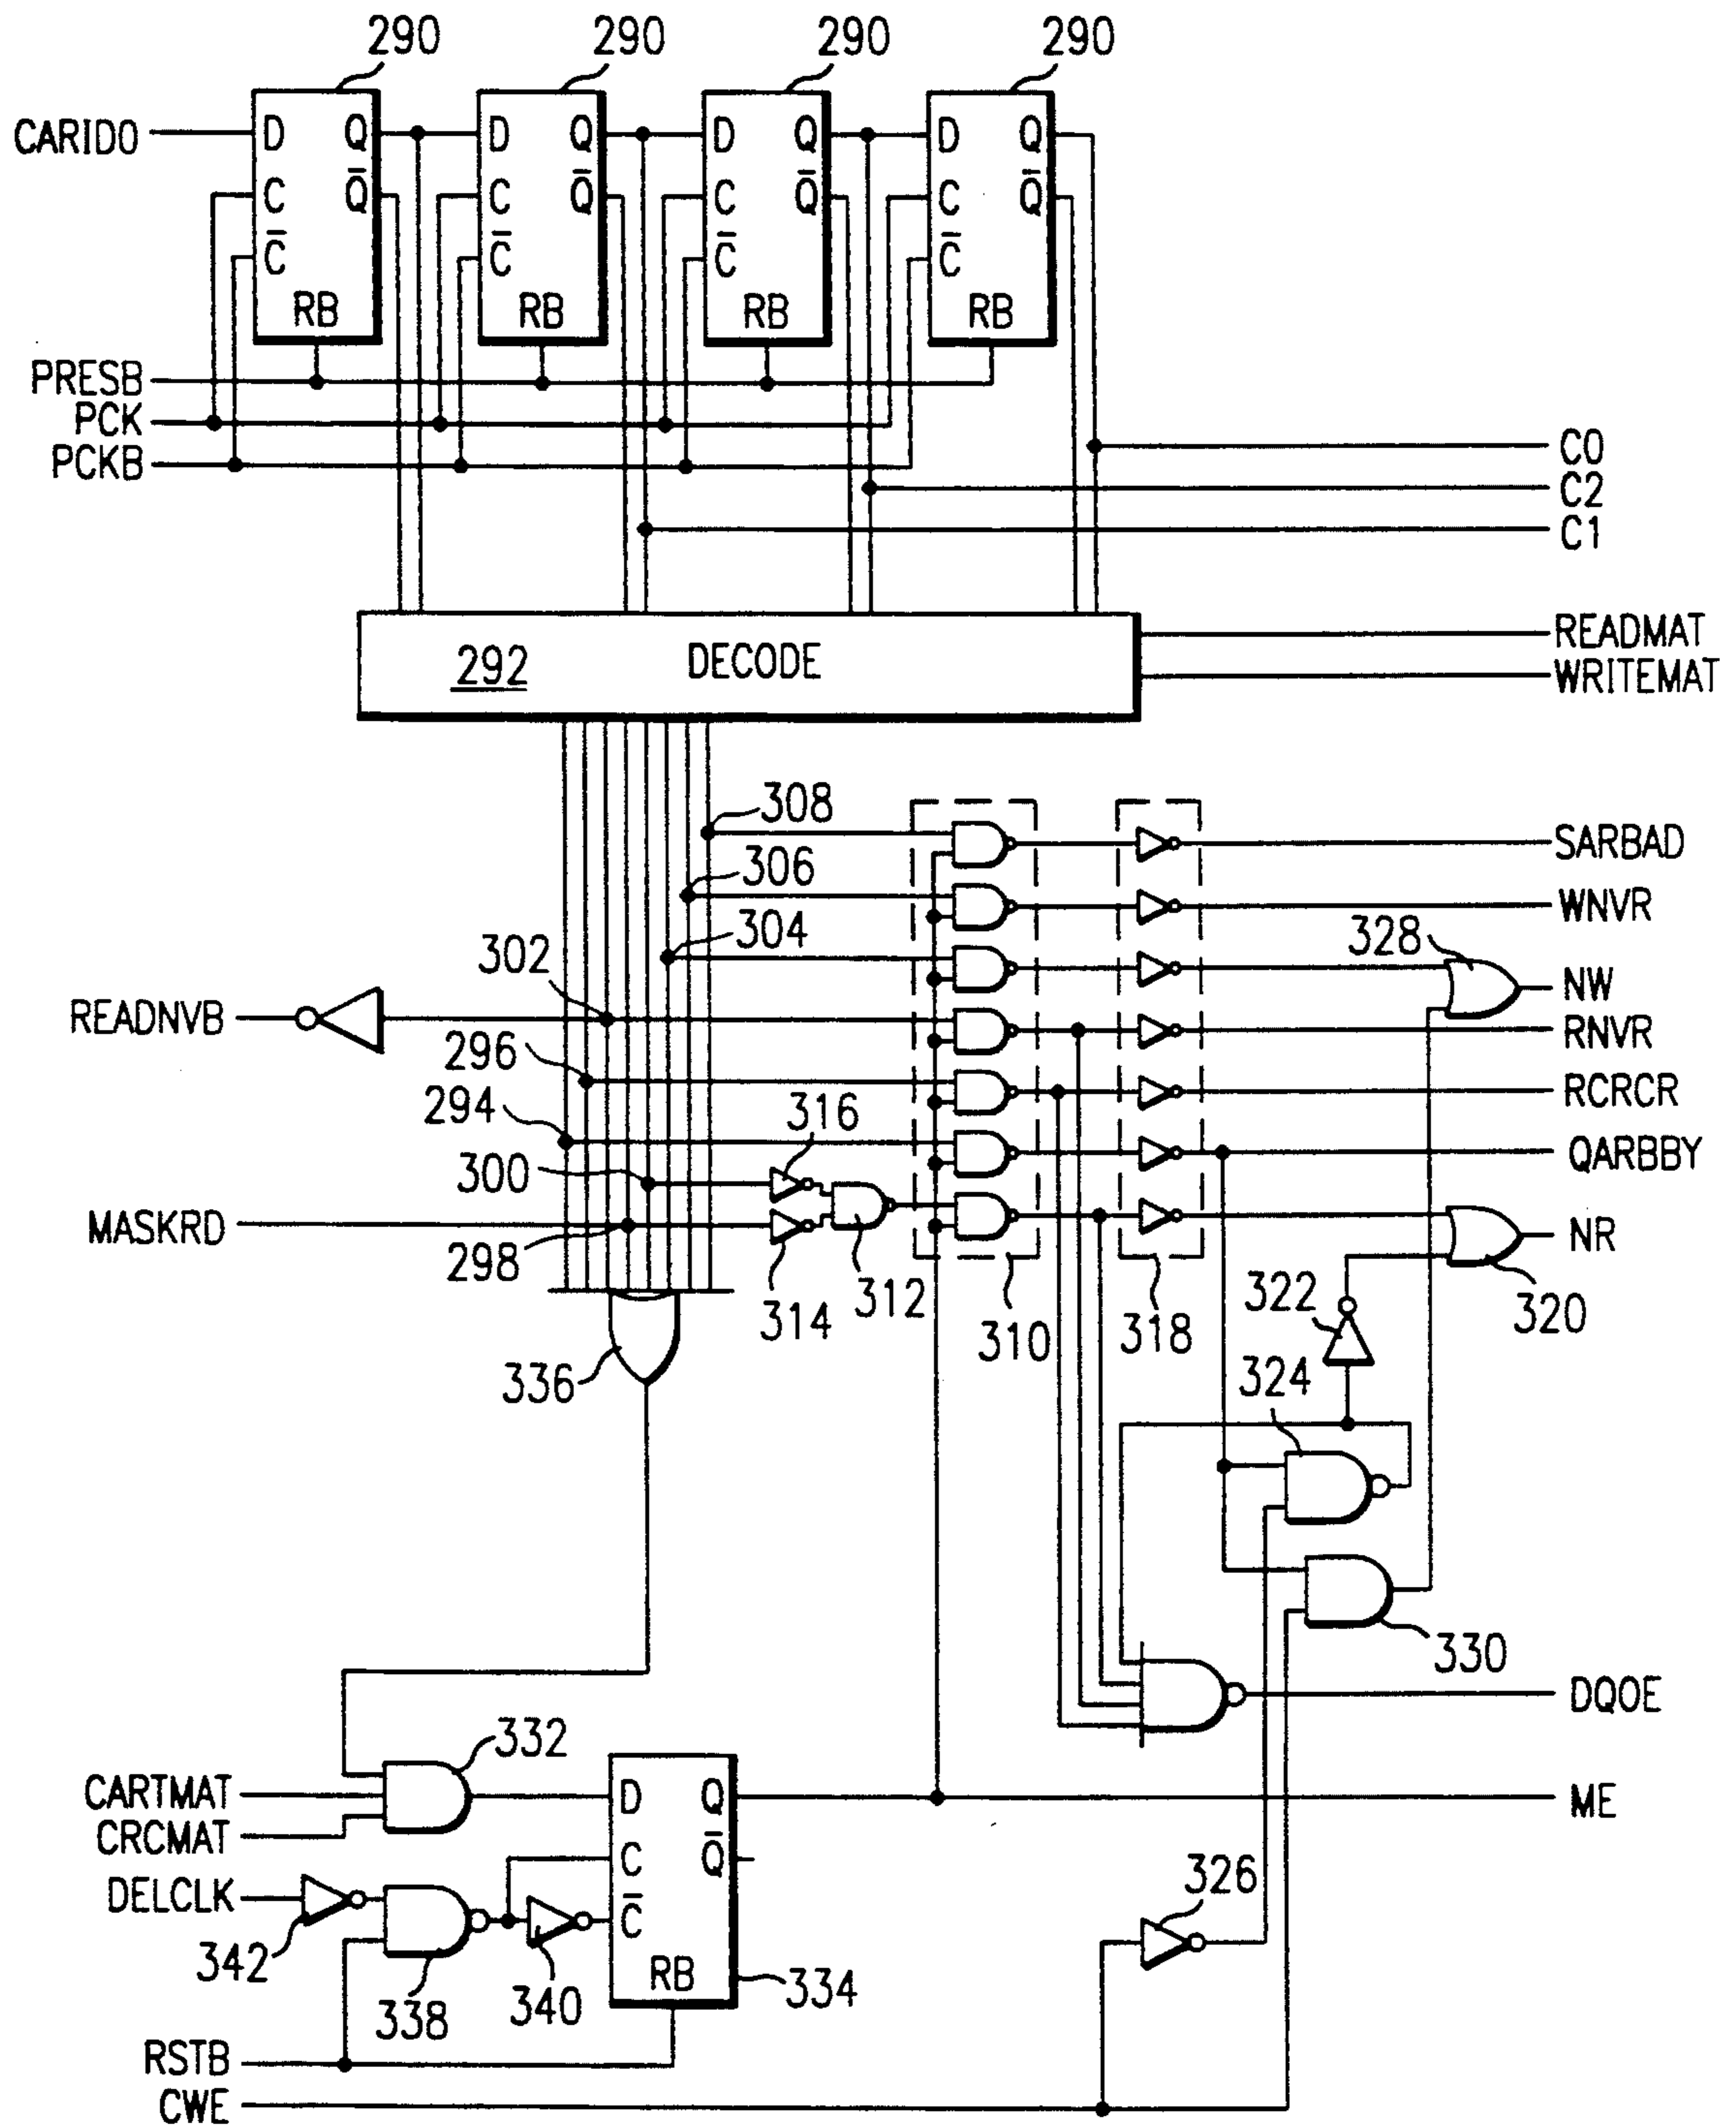 290 290 290 290
CARID0 D Q D Q D Q D Q
C Q̅ C Q̅ C Q̅ C Q̅
C̅ C̅ C̅ C̅
RB RB RB RB
PRESB
PCK
PCKB
C0
C2
C1
292 DECODE
READMAT
WRITEMAT
308
SARBAD
306
WNVR
304
328
302
NW
READNVB
RNVR
296
RCRCR
294
316
QARBBY
300
MASKRD
NR
298
312
314
310
318
322
320
336
324
330
DQOE
332
CARTMAT D Q ME
CRCMAT
C Q̅
DELCLK
C̅
326
342
338
340
RB
334
RSTB
CWE